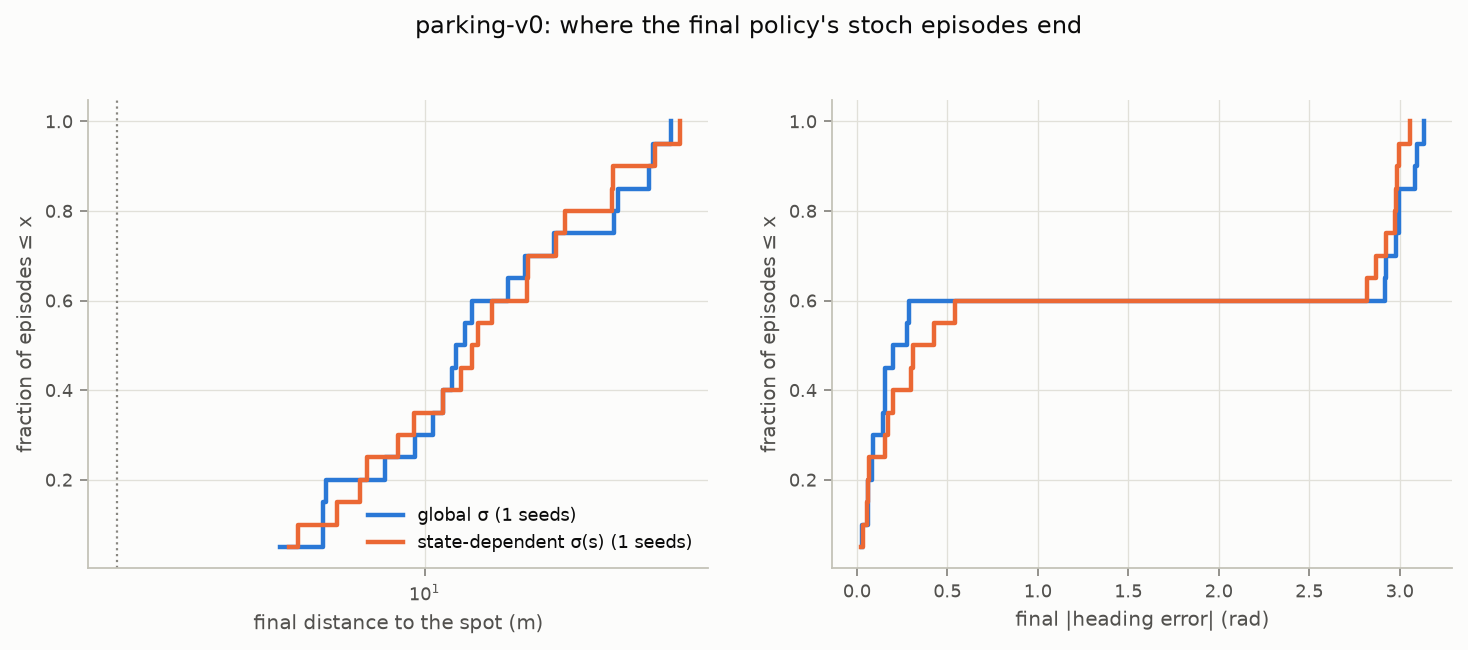 parking-v0: where the final policy's stoch episodes end
fraction of episodes ≤ x
1.0
0.8
0.6
0.4
0.2
global σ (1 seeds)
state-dependent σ(s) (1 seeds)
10¹
final distance to the spot (m)
fraction of episodes ≤ x
1.0
0.8
0.6
0.4
0.2
0.0 0.5 1.0 1.5 2.0 2.5 3.0
final |heading error| (rad)